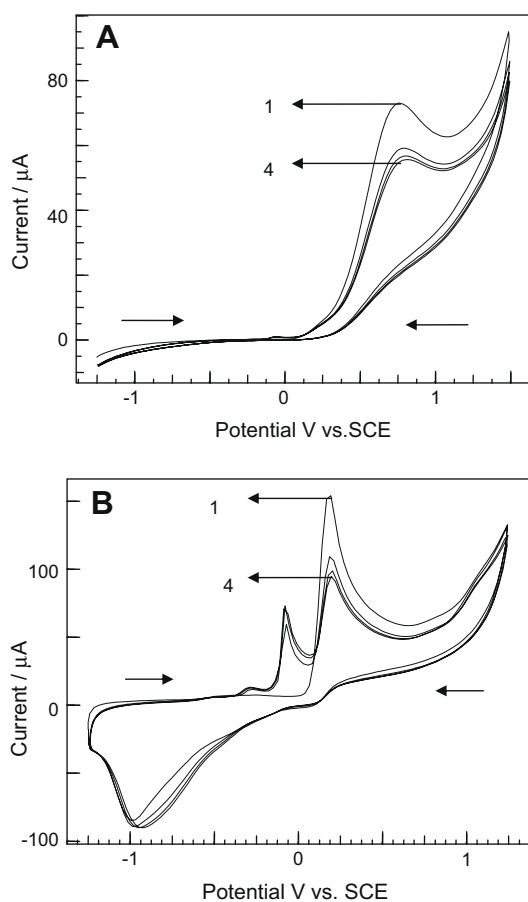 A
80
1
4
40
0
Current / µA
-1 0 1
Potential V vs.SCE
B
1
100
4
0
-100
Current / µA
-1 0 1
Potential V vs. SCE